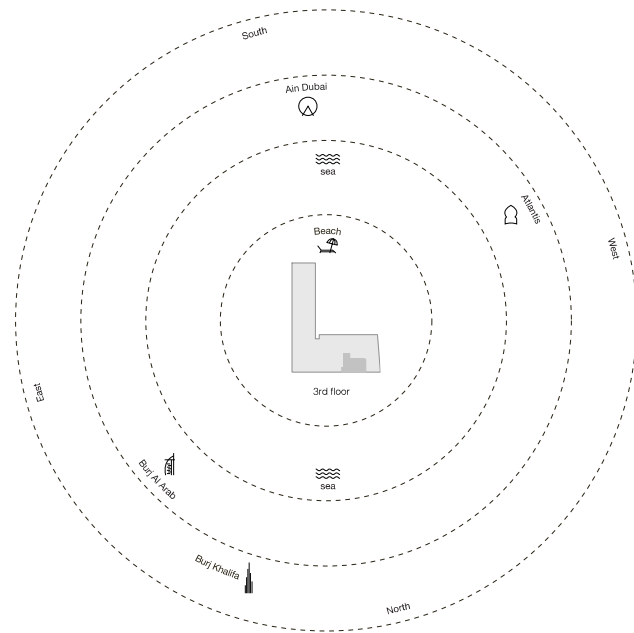 South
Ain Dubai
sea
Atlantis
Beach
West
East
3rd floor
Burj Al Arab
sea
Burj Khalifa
North